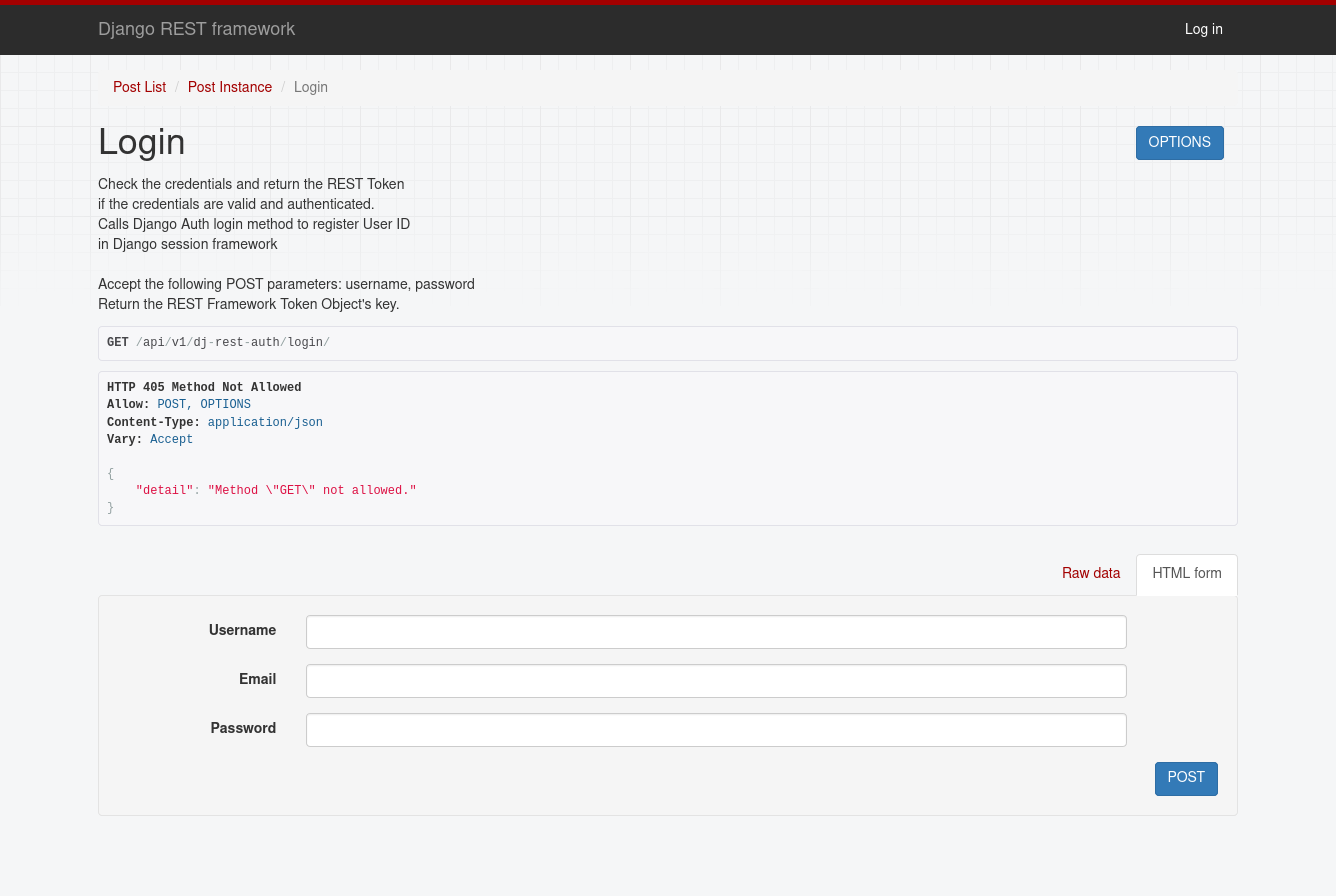 Django REST framework
Log in
Post List / Post Instance / Login
Login
OPTIONS
Check the credentials and return the REST Token
if the credentials are valid and authenticated.
Calls Django Auth login method to register User ID
in Django session framework
Accept the following POST parameters: username, password
Return the REST Framework Token Object's key.
GET /api/v1/dj-rest-auth/login/
HTTP 405 Method Not Allowed
Allow: POST, OPTIONS
Content-Type: application/json
Vary: Accept
{
"detail": "Method \"GET\" not allowed."
}
Raw data
HTML form
Username
Email
Password
POST